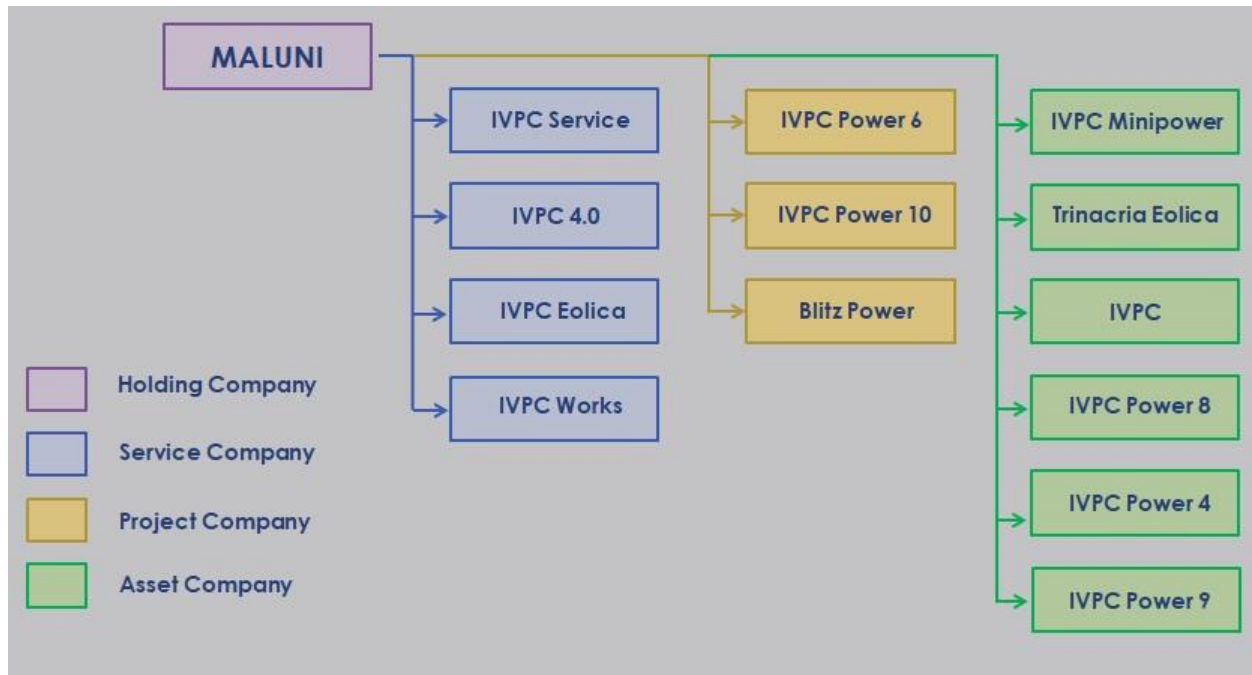 MALUNI
IVPC Service
IVPC 4.0
IVPC Eolica
IVPC Works
IVPC Power 6
IVPC Power 10
Blitz Power
IVPC Minipower
Trinacria Eolica
IVPC
IVPC Power 8
IVPC Power 4
IVPC Power 9
Holding Company
Service Company
Project Company
Asset Company